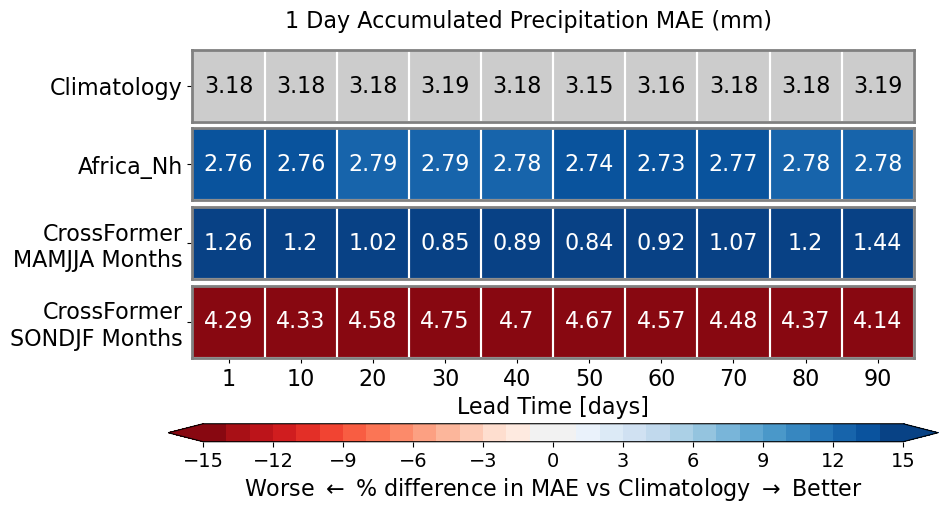 1 Day Accumulated Precipitation MAE (mm)
Climatology 3.18 3.18 3.18 3.19 3.18 3.15 3.16 3.18 3.18 3.19
Africa_Nh 2.76 2.76 2.79 2.79 2.78 2.74 2.73 2.77 2.78 2.78
CrossFormer
MAMJJA Months 1.26 1.2 1.02 0.85 0.89 0.84 0.92 1.07 1.2 1.44
CrossFormer
SONDJF Months 4.29 4.33 4.58 4.75 4.7 4.67 4.57 4.48 4.37 4.14
1 10 20 30 40 50 60 70 80 90
Lead Time [days]
−15 −12 −9 −6 −3 0 3 6 9 12 15
Worse ← % difference in MAE vs Climatology → Better